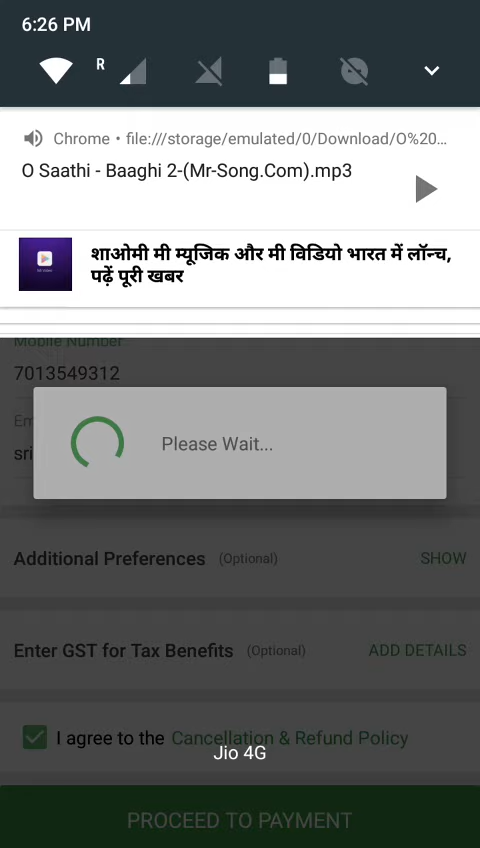 6:26 PM
R
Chrome • file:///storage/emulated/0/Download/O%20...
O Saathi - Baaghi 2-(Mr-Song.Com).mp3
शाओमी मी म्यूजिक और मी विडियो भारत में लॉन्च,
पढ़ें पूरी खबर
Mobile Number
7013549312
Em
sri
Please Wait...
Additional Preferences (Optional) SHOW
Enter GST for Tax Benefits (Optional) ADD DETAILS
I agree to the Cancellation & Refund Policy
Jio 4G
PROCEED TO PAYMENT